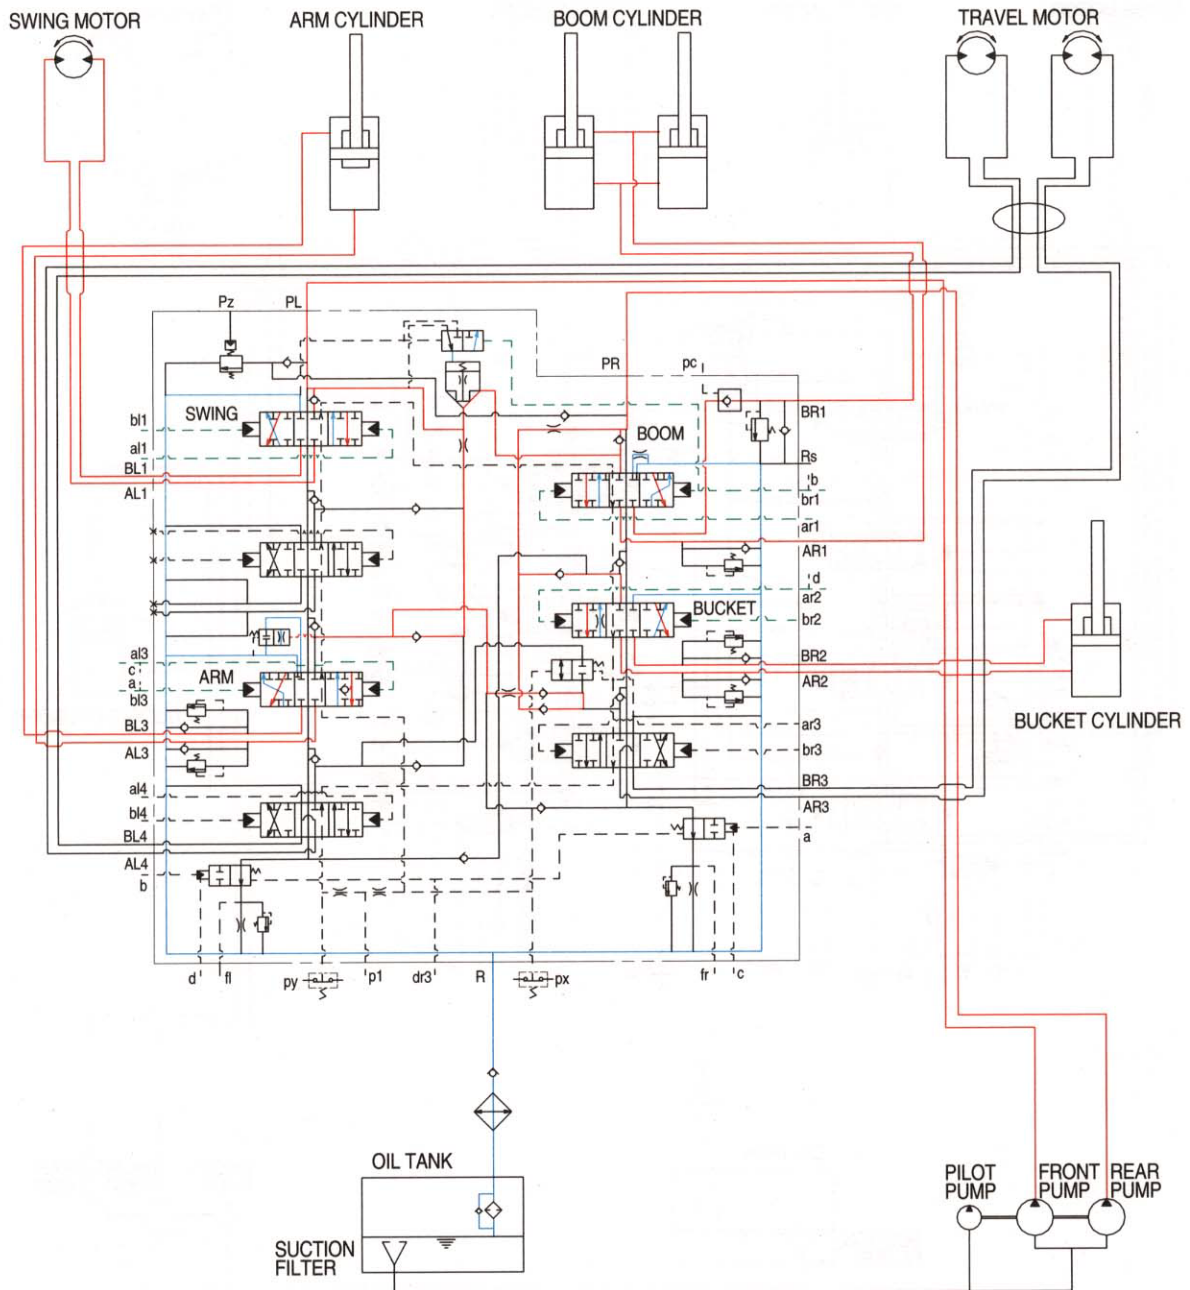 SWING MOTOR
ARM CYLINDER
BOOM CYLINDER
TRAVEL MOTOR
Pz
PL
PR
pc
SWING
bl1
al1
BL1
AL1
BOOM
BR1
Rs
b
br1
ar1
AR1
d
ar2
BUCKET
br2
BR2
AR2
BUCKET CYLINDER
al3
c
a
ARM
bl3
BL3
AL3
al4
bl4
BL4
AL4
b
ar3
br3
BR3
AR3
a
d
fl
py
p1
dr3
R
px
fr
c
OIL TANK
SUCTION
FILTER
PILOT
PUMP
FRONT
PUMP
REAR
PUMP